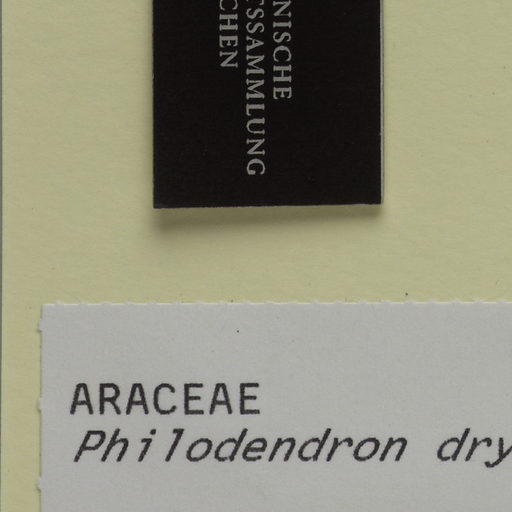 NISCHE
SSAMMLUNG
CHEN
ARACEAE
Philodendron dry